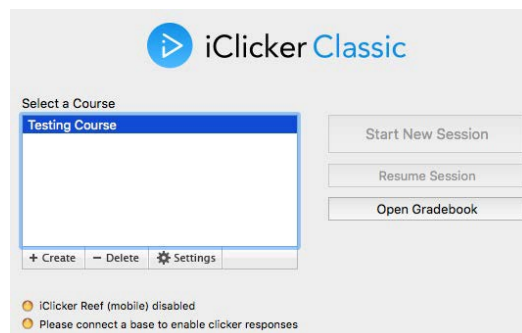 iClicker Classic
Select a Course
Testing Course
Start New Session
Resume Session
Open Gradebook
+ Create − Delete Settings
iClicker Reef (mobile) disabled
Please connect a base to enable clicker responses